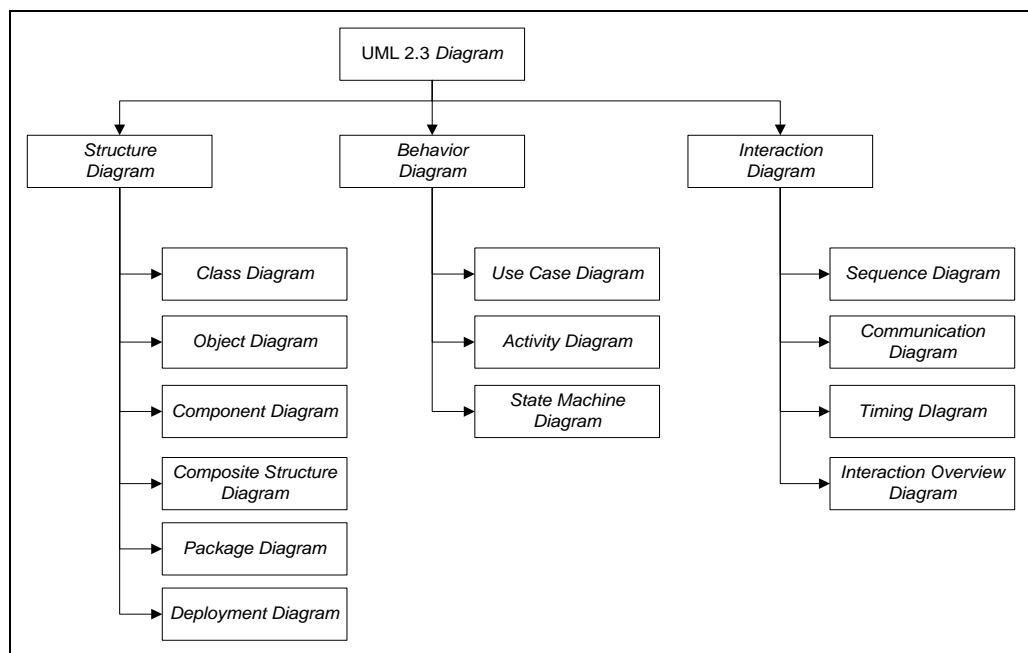 UML 2.3 Diagram
Structure
Diagram
Behavior
Diagram
Interaction
Diagram
Class Diagram
Object Diagram
Component Diagram
Composite Structure
Diagram
Package Diagram
Deployment Diagram
Use Case Diagram
Activity Diagram
State Machine
Diagram
Sequence Diagram
Communication
Diagram
Timing DIagram
Interaction Overview
Diagram